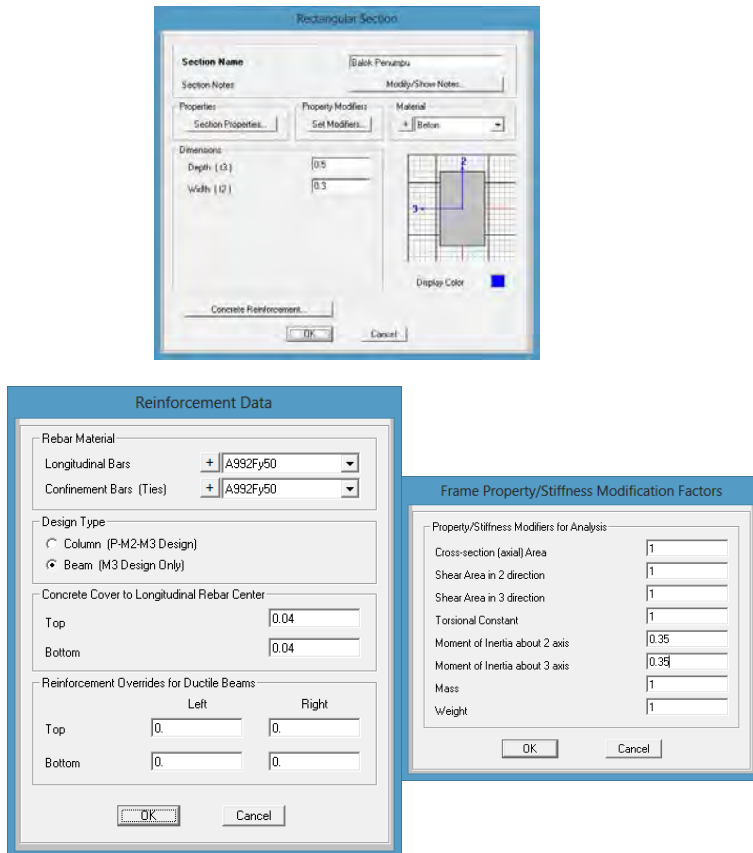 Rectangular Section
Section Name Balok Penumpu
Section Notes Modify/Show Notes...
Properties Property Modifiers Material
Section Properties... Set Modifiers... + Beton
Dimensions
Depth ( t3 ) 0.5
Width ( t2 ) 0.3
2
3
Display Color
Concrete Reinforcement...
OK Cancel
Reinforcement Data
Rebar Material
Longitudinal Bars + A992Fy50
Confinement Bars (Ties) + A992Fy50
Design Type
Column (P-M2-M3 Design)
Beam (M3 Design Only)
Concrete Cover to Longitudinal Rebar Center
Top 0.04
Bottom 0.04
Reinforcement Overrides for Ductile Beams
Left Right
Top 0. 0.
Bottom 0. 0.
OK Cancel
Frame Property/Stiffness Modification Factors
Property/Stiffness Modifiers for Analysis
Cross-section (axial) Area 1
Shear Area in 2 direction 1
Shear Area in 3 direction 1
Torsional Constant 1
Moment of Inertia about 2 axis 0.35
Moment of Inertia about 3 axis 0.35
Mass 1
Weight 1
OK Cancel